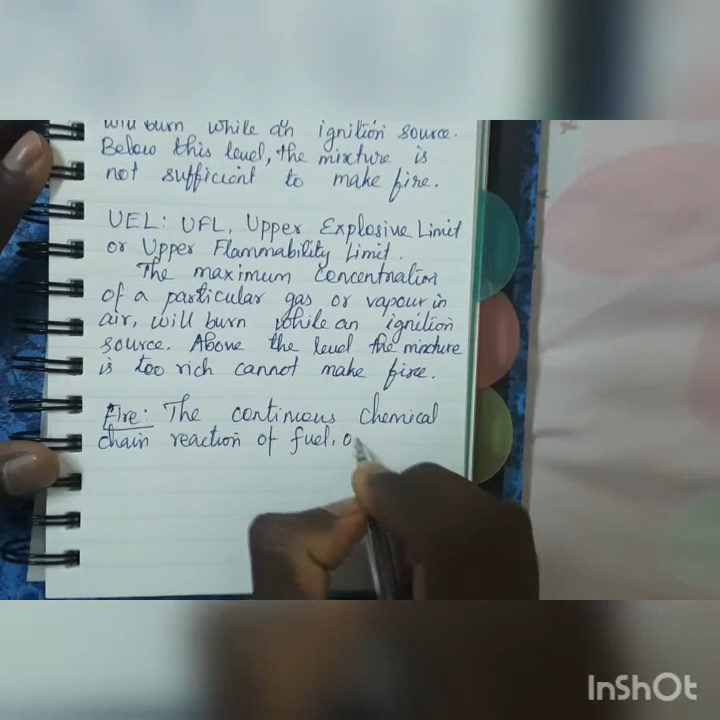 will burn while an ignition source.
Below this level, the mixture is
not sufficient to make fire.
UEL: UFL, Upper Explosive Limit
or Upper Flammability Limit.
The maximum concentration
of a particular gas or vapour in
air, will burn while an ignition
source. Above the level the mixture
is too rich cannot make fire.
Fire: The continuous chemical
chain reaction of fuel, o
InShOt